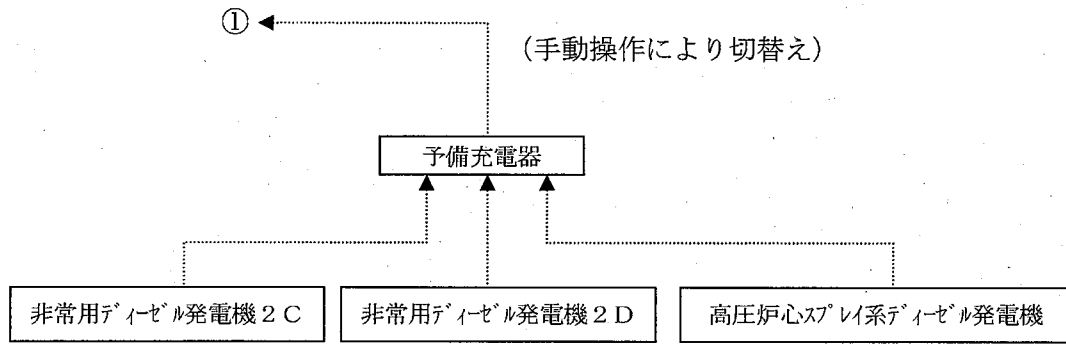 ①
（手動操作により切替え）
予備充電器
非常用ﾃﾞｨｰｾﾞﾙ発電機２Ｃ
非常用ﾃﾞｨｰｾﾞﾙ発電機２Ｄ
高圧炉心ｽﾌﾟﾚｲ系ﾃﾞｨｰｾﾞﾙ発電機